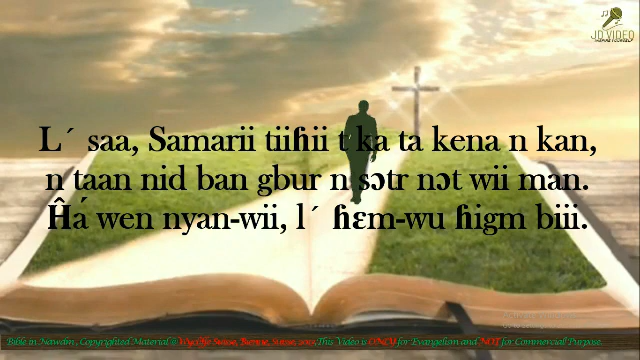 JD VIDEO
L´ saa, Samarii tiiɦii t'ka ta kena n kan,
n taan nid ban gbur n sɔtr nɔt wii man.
Ĥá wen nyan-wii, l´ ɦɛm-wu ɦigm biii.
Bible in Nawdm, Copyrighted Material @ Wycliffe Suisse, Bienne, Suisse, 2015 This Video is ONLY for Evangelism and NOT for Commercial Purpose.